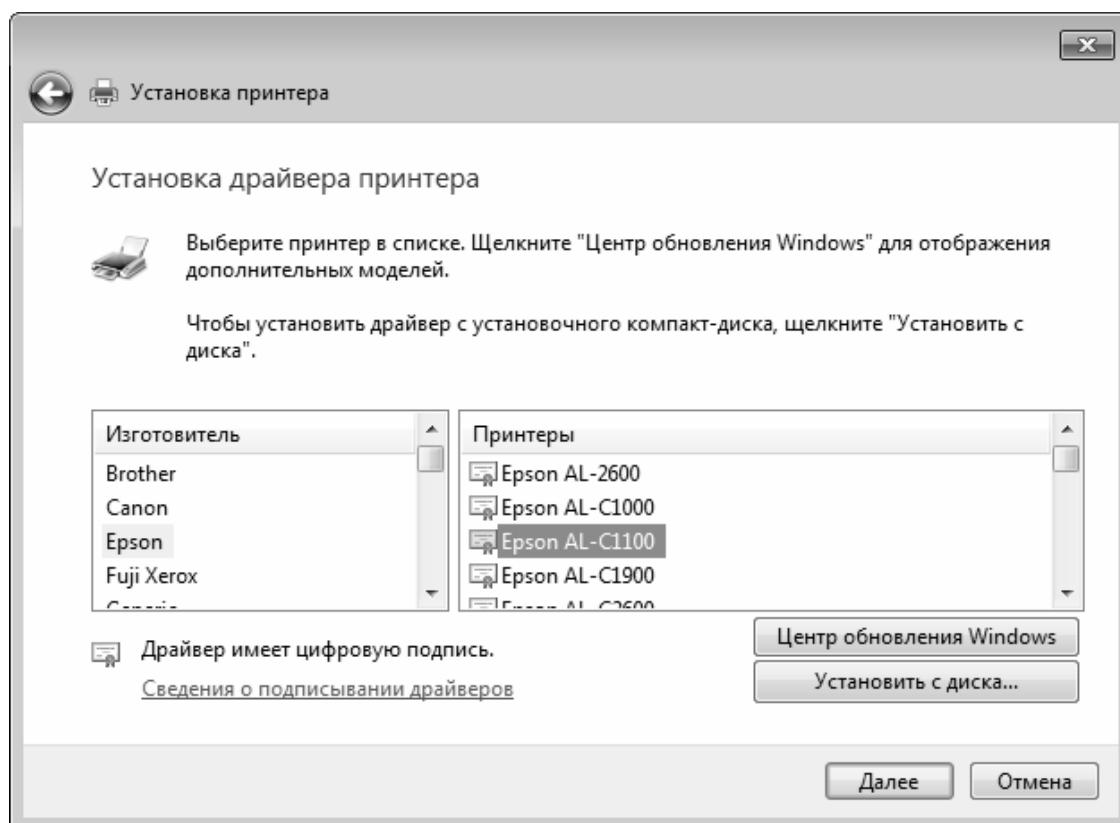 Установка принтера
Установка драйвера принтера
Выберите принтер в списке. Щелкните "Центр обновления Windows" для отображения
дополнительных моделей.
Чтобы установить драйвер с установочного компакт-диска, щелкните "Установить с
диска".
Изготовитель
Brother
Canon
Epson
Fuji Xerox
Принтеры
Epson AL-2600
Epson AL-C1000
Epson AL-C1100
Epson AL-C1900
Epson AL-C2600
Драйвер имеет цифровую подпись.
Сведения о подписывании драйверов
Центр обновления Windows
Установить с диска...
Далее
Отмена